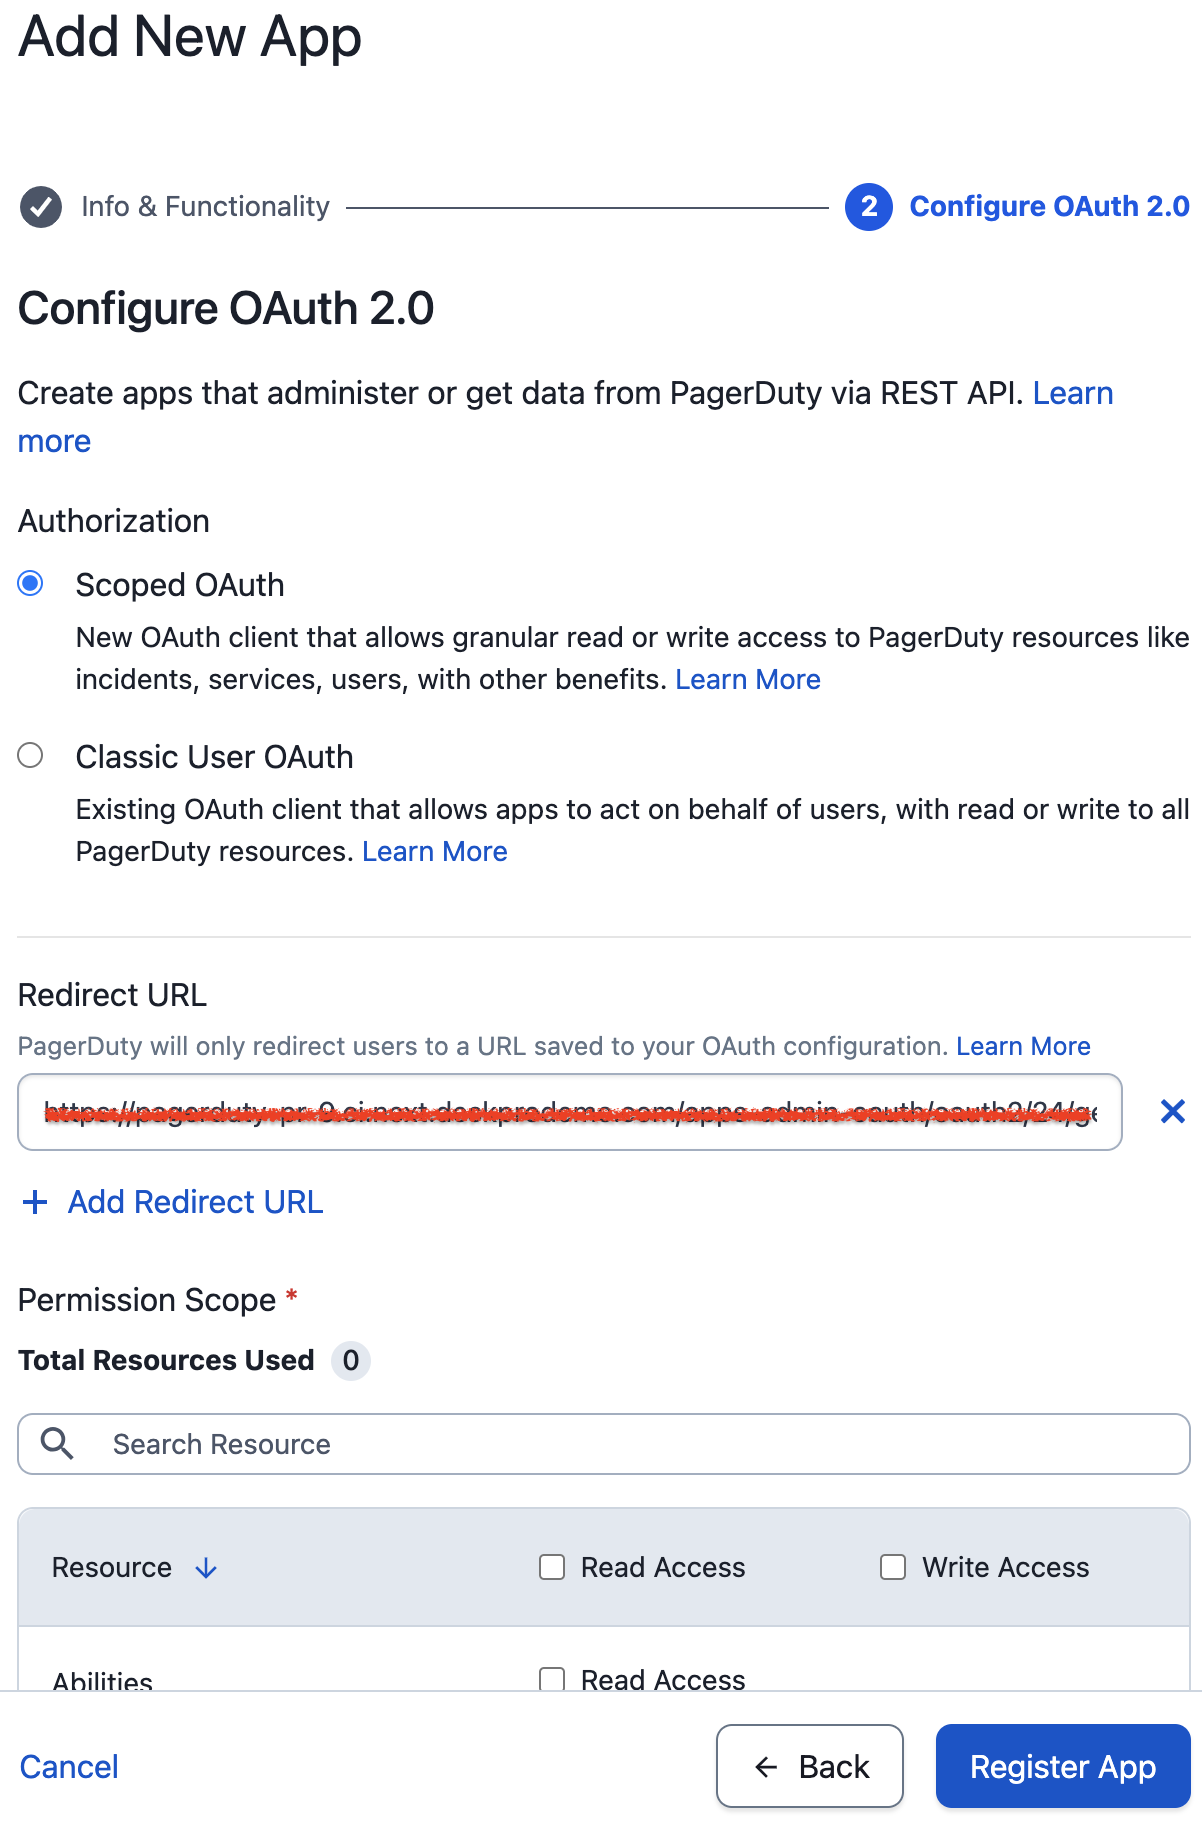 Add New App
Info & Functionality
2
Configure OAuth 2.0
Configure OAuth 2.0
Create apps that administer or get data from PagerDuty via REST API. Learn
more
Authorization
Scoped OAuth
New OAuth client that allows granular read or write access to PagerDuty resources like
incidents, services, users, with other benefits. Learn More
Classic User OAuth
Existing OAuth client that allows apps to act on behalf of users, with read or write to all
PagerDuty resources. Learn More
Redirect URL
PagerDuty will only redirect users to a URL saved to your OAuth configuration. Learn More
Add Redirect URL
Permission Scope *
Total Resources Used 0
Search Resource
Resource Read Access Write Access
Abilities Read Access
Cancel
Back
Register App